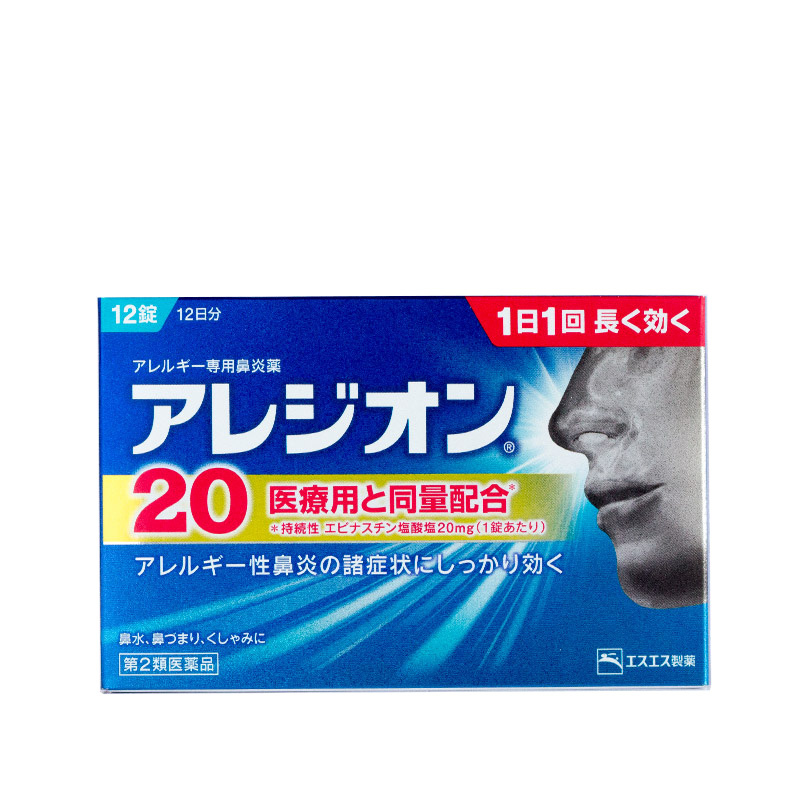 12錠 12日分
1日1回 長く効く
アレルギー専用鼻炎薬
アレジオン®
20 医療用と同量配合*
*持続性 エピナスチン塩酸塩20mg(1錠あたり)
アレルギー性鼻炎の諸症状にしっかり効く
鼻水、鼻づまり、くしゃみに
第2類医薬品
エスエス製薬